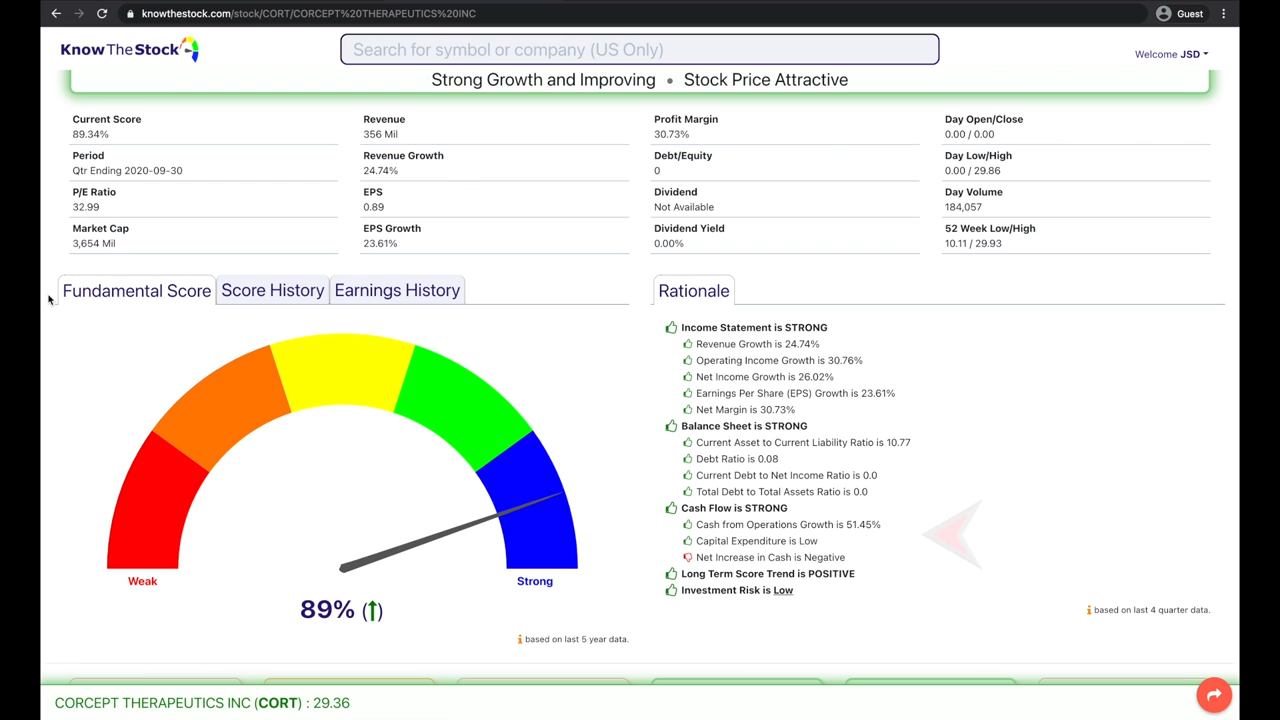 knowthestock.com/stock/CORT/CORCEPT%20THERAPEUTICS%20INC
Guest
Know The Stock
Search for symbol or company (US Only)
Welcome JSD
Strong Growth and Improving • Stock Price Attractive
Current Score
89.34%
Period
Qtr Ending 2020-09-30
P/E Ratio
32.99
Market Cap
3,654 Mil
Revenue
356 Mil
Revenue Growth
24.74%
EPS
0.89
EPS Growth
23.61%
Profit Margin
30.73%
Debt/Equity
0
Dividend
Not Available
Dividend Yield
0.00%
Day Open/Close
0.00 / 0.00
Day Low/High
0.00 / 29.86
Day Volume
184,057
52 Week Low/High
10.11 / 29.93
Fundamental Score
Score History
Earnings History
Weak
Strong
89% (↑)
based on last 5 year data.
Rationale
Income Statement is STRONG
Revenue Growth is 24.74%
Operating Income Growth is 30.76%
Net Income Growth is 26.02%
Earnings Per Share (EPS) Growth is 23.61%
Net Margin is 30.73%
Balance Sheet is STRONG
Current Asset to Current Liability Ratio is 10.77
Debt Ratio is 0.08
Current Debt to Net Income Ratio is 0.0
Total Debt to Total Assets Ratio is 0.0
Cash Flow is STRONG
Cash from Operations Growth is 51.45%
Capital Expenditure is Low
Net Increase in Cash is Negative
Long Term Score Trend is POSITIVE
Investment Risk is Low
based on last 4 quarter data.
CORCEPT THERAPEUTICS INC (CORT) : 29.36